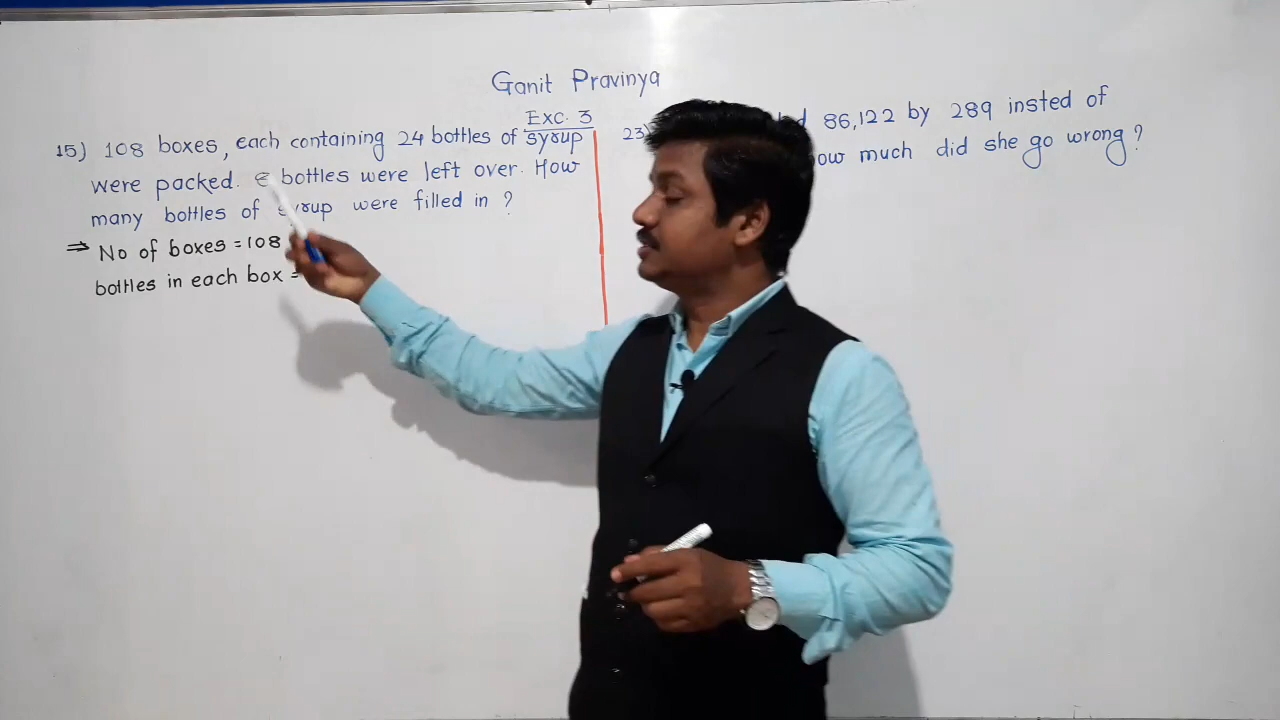 Ganit Pravinya
Exc. 3
15) 108 boxes, each containing 24 bottles of syrup
were packed. bottles were left over. How
many bottles of syrup were filled in ?
⇒ No of boxes = 108
bottles in each box =
23) 86,122 by 289 insted of
how much did she go wrong ?